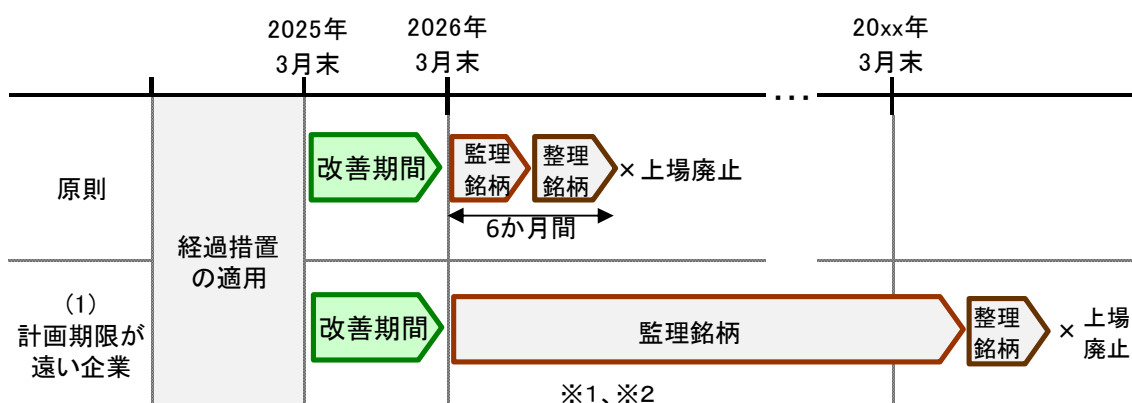 2025年
3月末
2026年
3月末
20xx年
3月末
...
原則
経過措置
の適用
改善期間
監理
銘柄
整理
銘柄
×上場廃止
6か月間
(1)
計画期限が
遠い企業
改善期間
監理銘柄
整理
銘柄
× 上場
廃止
※1、※2